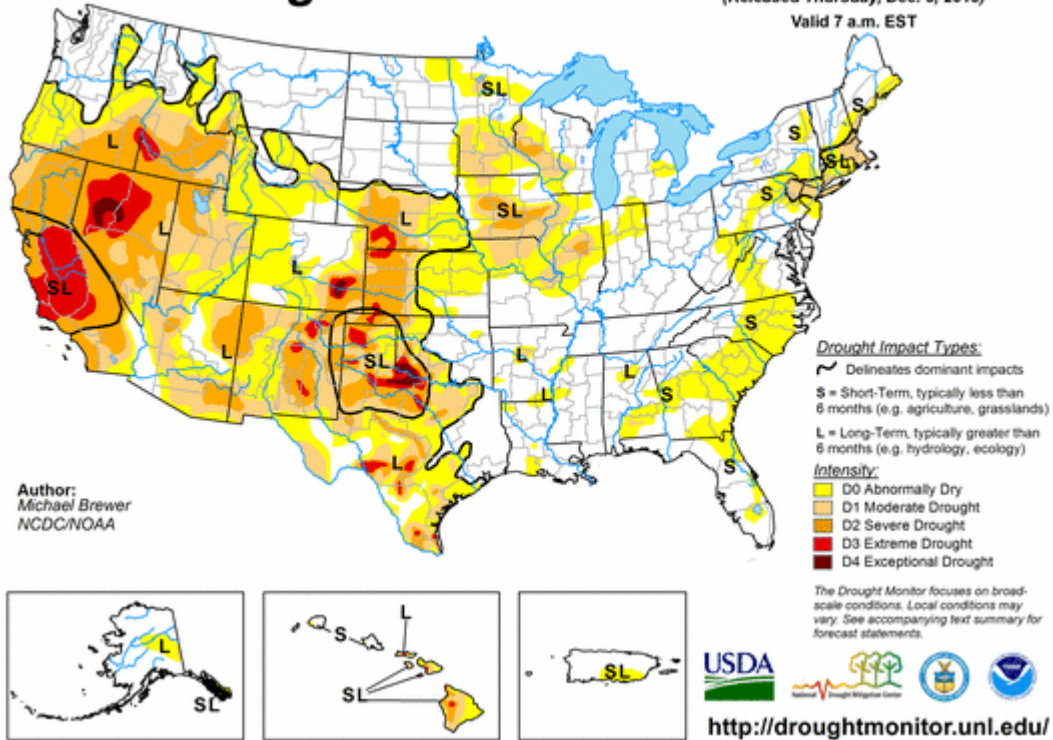 Valid 7 a.m. EST
SL
S
S
SL
L
S
L
SL
L
L
S
SL
L
SL
L
L
S
L
S
L
S
Drought Impact Types:
Delineates dominant impacts
S = Short-Term, typically less than
6 months (e.g. agriculture, grasslands)
L = Long-Term, typically greater than
6 months (e.g. hydrology, ecology)
Intensity:
D0 Abnormally Dry
D1 Moderate Drought
D2 Severe Drought
D3 Extreme Drought
D4 Exceptional Drought
Author:
Michael Brewer
NCDC/NOAA
The Drought Monitor focuses on broad-
scale conditions. Local conditions may
vary. See accompanying text summary for
forecast statements.
L
SL
L
S
SL
SL
USDA
National Drought Mitigation Center
http://droughtmonitor.unl.edu/